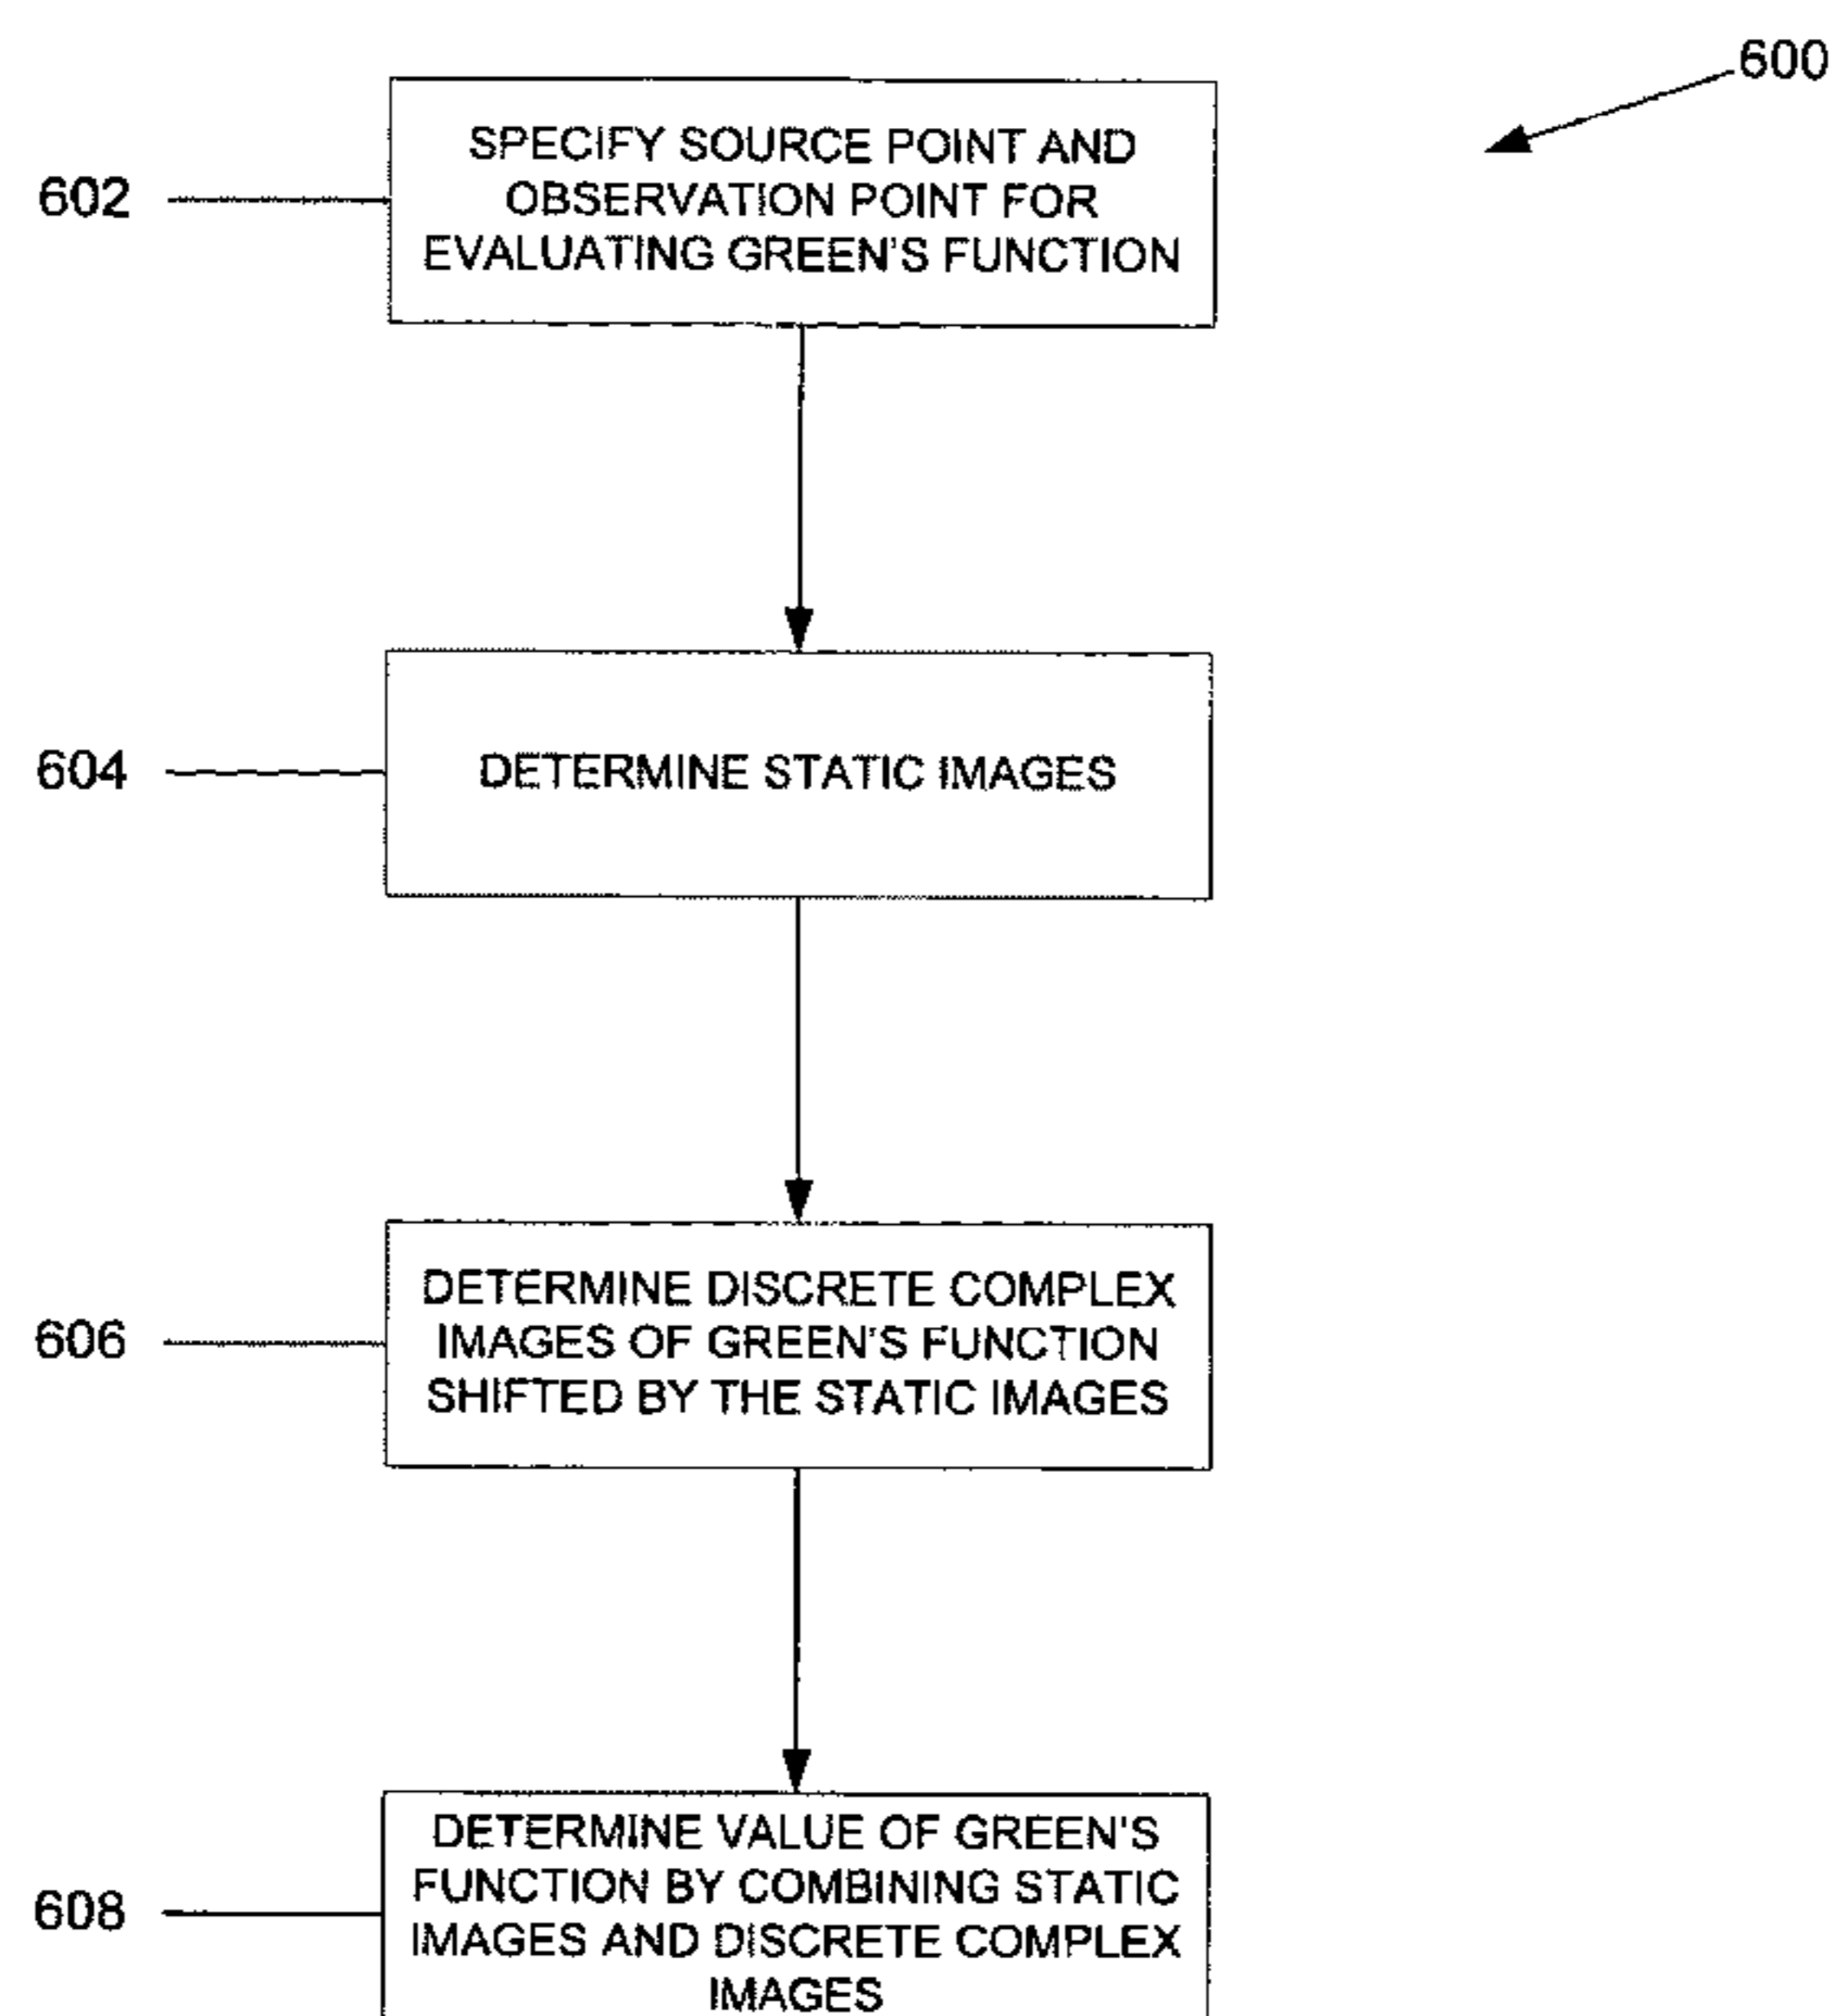 600
602
SPECIFY SOURCE POINT AND
OBSERVATION POINT FOR
EVALUATING GREEN'S FUNCTION
604
DETERMINE STATIC IMAGES
606
DETERMINE DISCRETE COMPLEX
IMAGES OF GREEN'S FUNCTION
SHIFTED BY THE STATIC IMAGES
608
DETERMINE VALUE OF GREEN'S
FUNCTION BY COMBINING STATIC
IMAGES AND DISCRETE COMPLEX
IMAGES